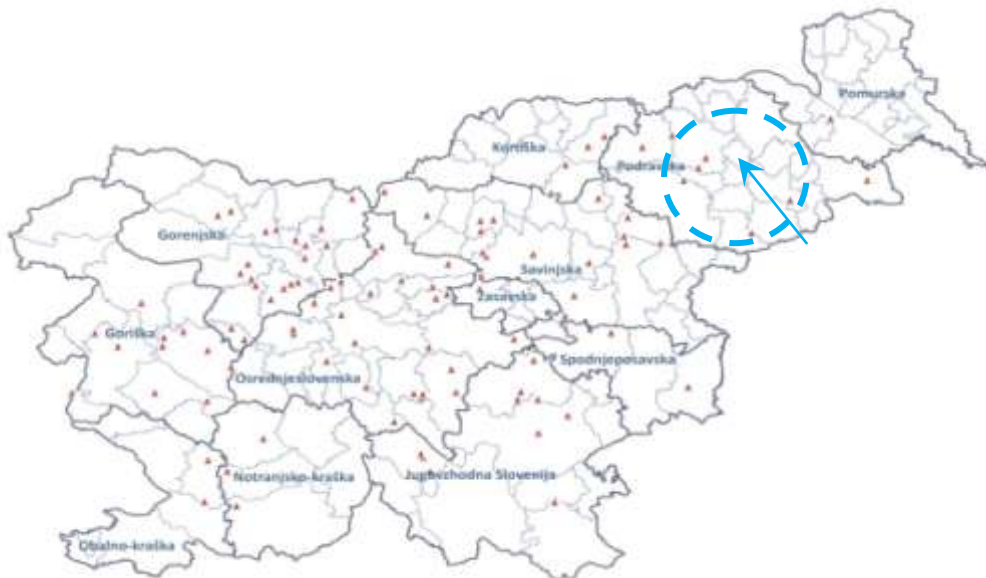 Pomurska
Koroška
Podravska
Gorenjska
Savinjska
Zasavska
Goriška
Spodnjeposavska
Osrednjeslovenska
Notranjsko-kraška
Jugovzhodna Slovenija
Obalno-kraška